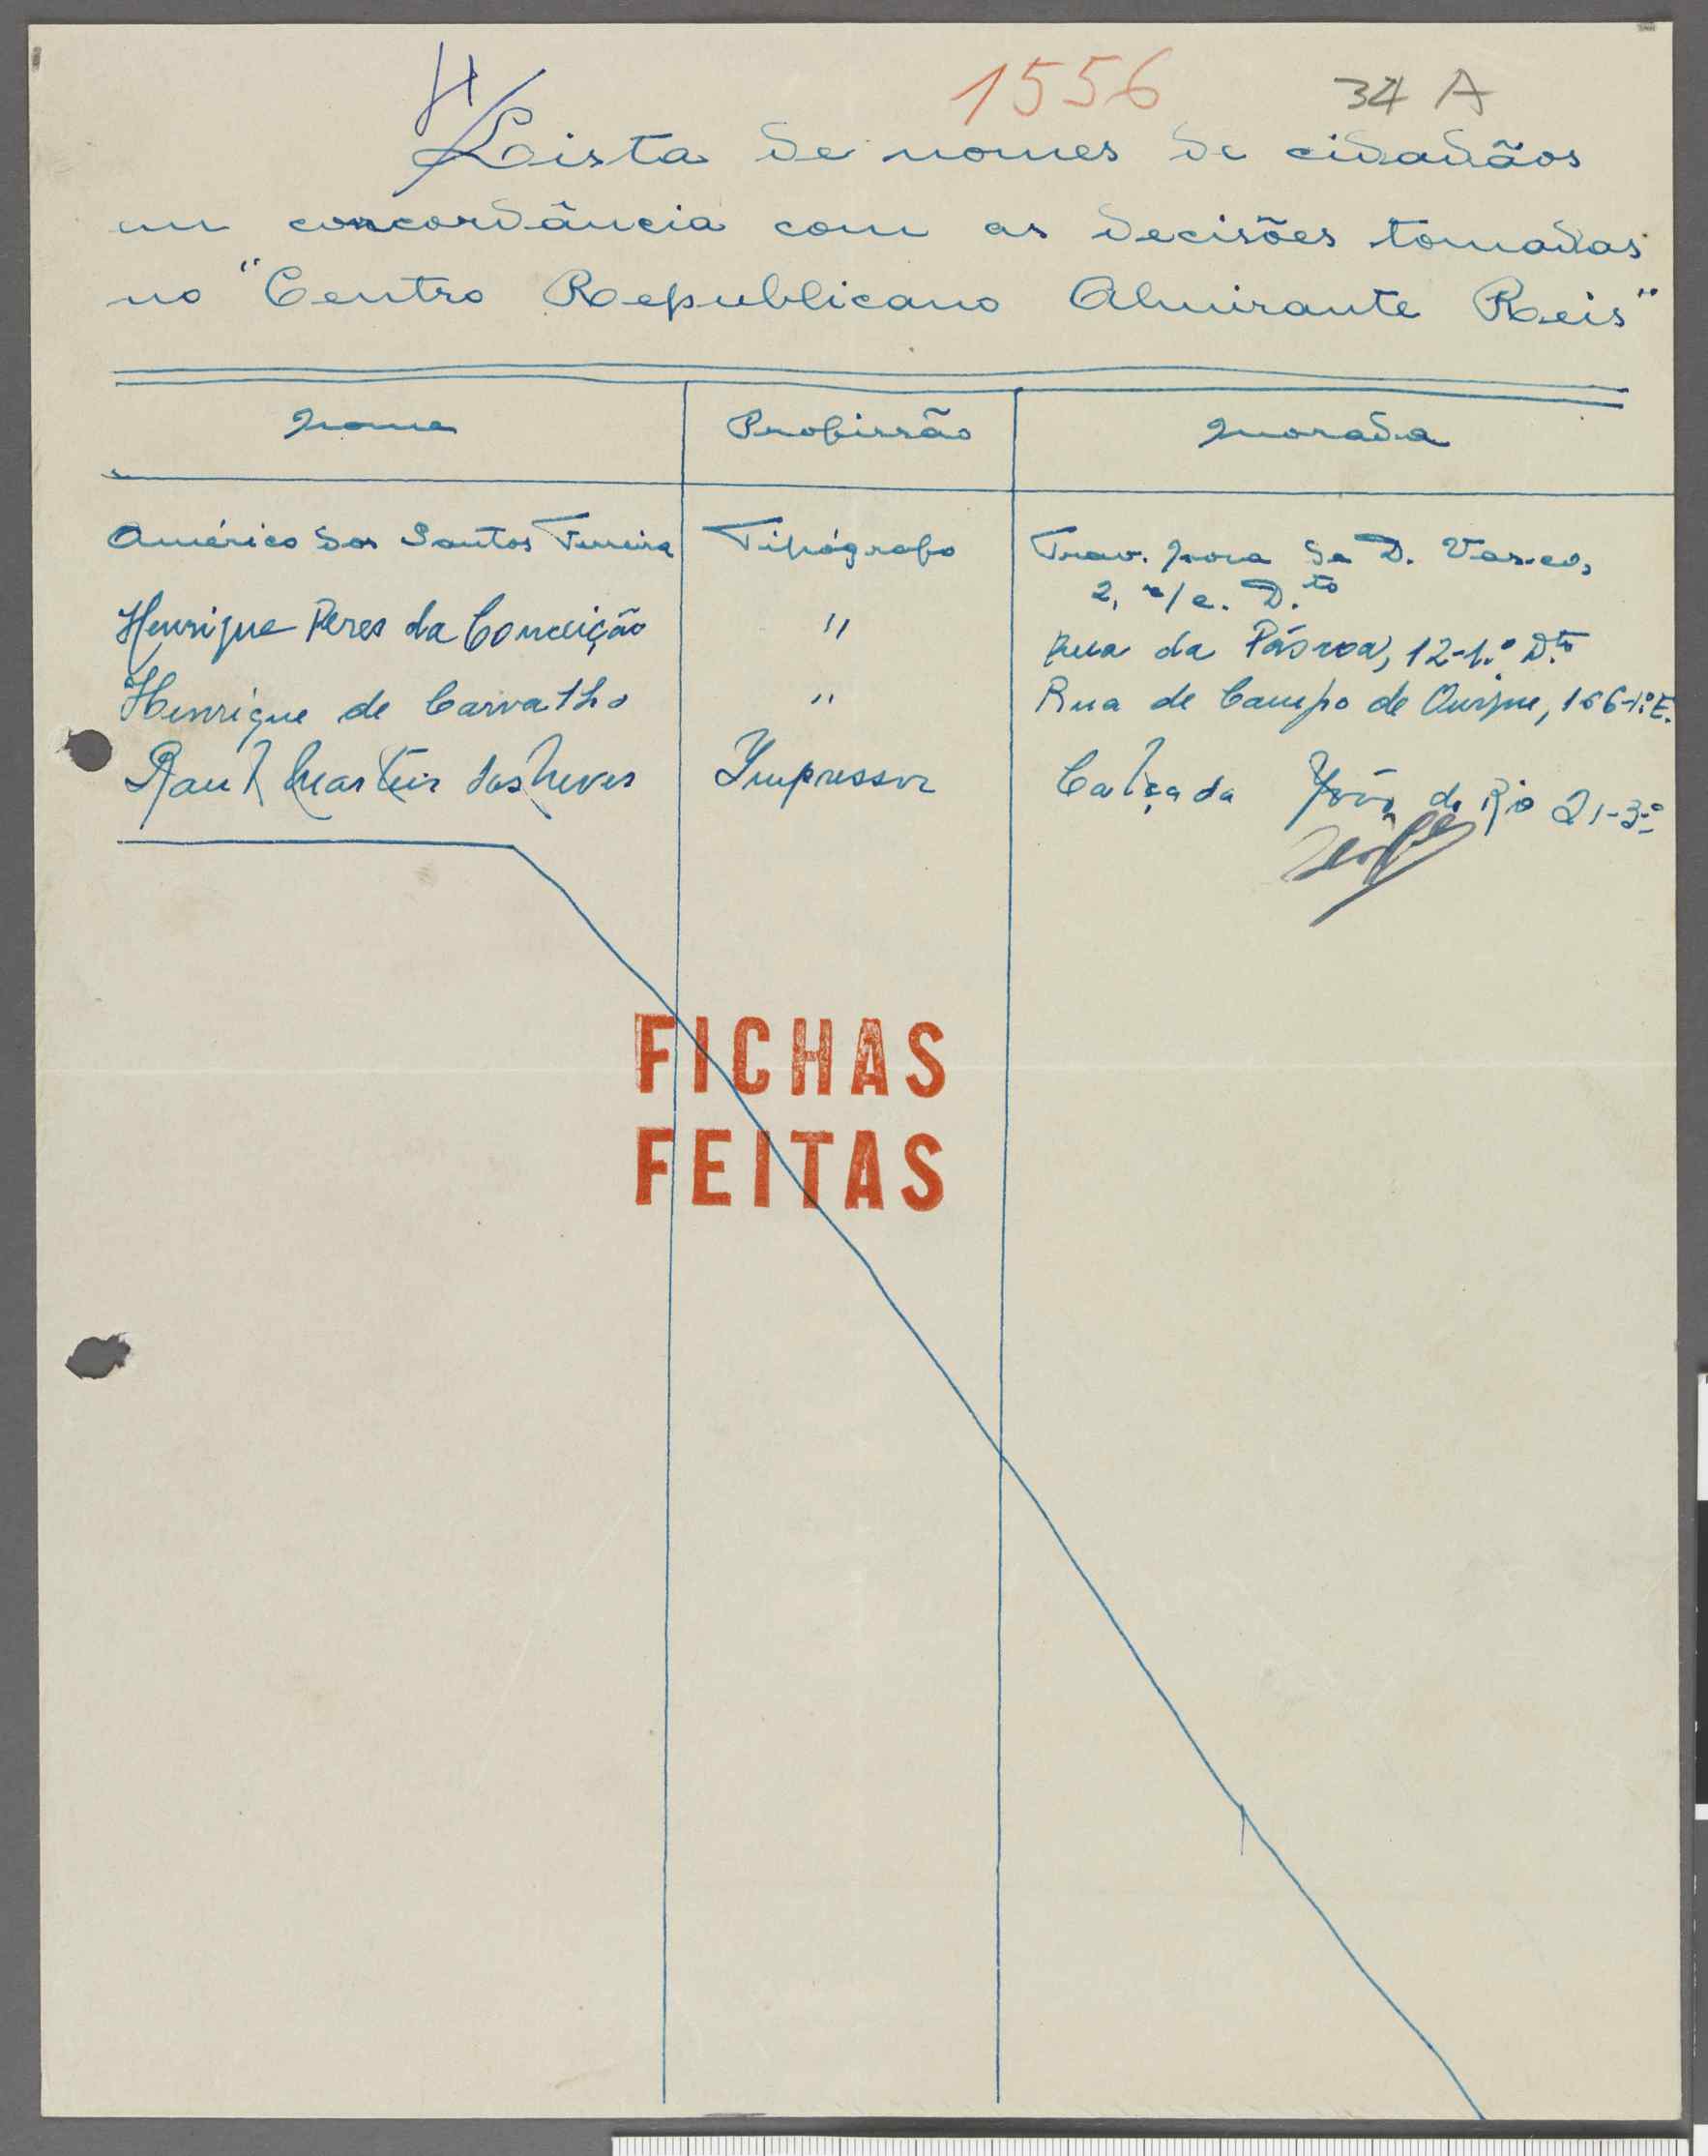 1556 34 A
Lista de nomes de cidadãos
em concordância com as decisões tomadas
no "Centro Republicano Almirante Reis"
Nome Profissão Morada
Américo dos Santos Ferreira Tipógrafo Trav. Nova de D. Vasco,
2, r/c. D.to
Henrique Peres da Conceição " Rua da Páscoa, 12-1.º D.to
Henrique de Carvalho " Rua de Campo de Ourique, 166-1.º E.
Raul Martins das Neves Impressor Calçada João do Rio 21-3.º
FICHAS
FEITAS